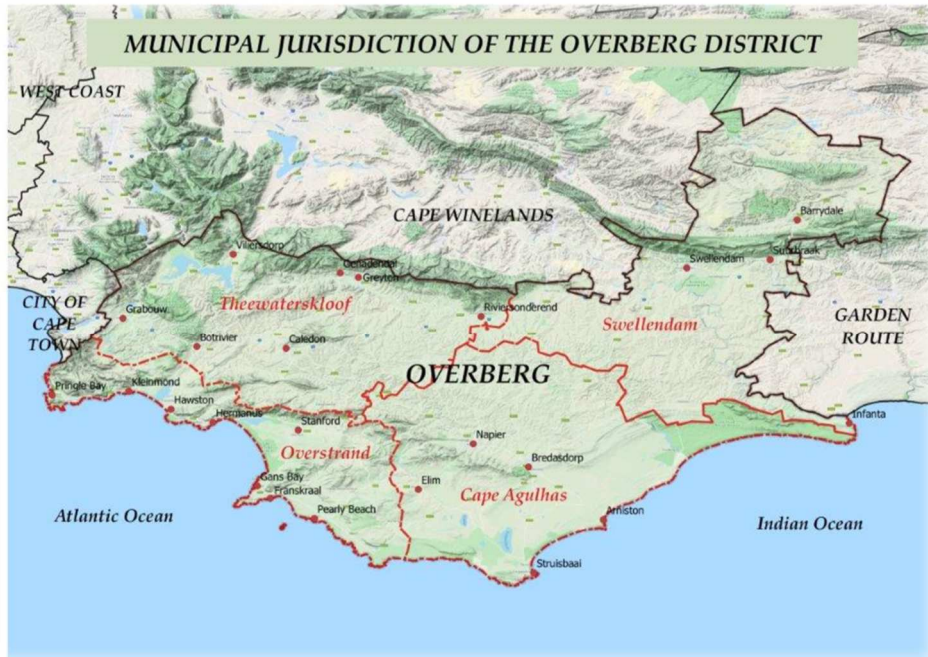 MUNICIPAL JURISDICTION OF THE OVERBERG DISTRICT
WEST COAST
CAPE WINELANDS
Barrydale
Villiersdorp
Swellendam
Suurbraak
Genadendal
Greyton
CITY OF
CAPE
TOWN
Theewaterskloof
Grabouw
Riviersonderend
Swellendam
GARDEN
ROUTE
Botrivier
Caledon
OVERBERG
Pringle Bay
Kleinmond
Hawston
Hermanus
Infanta
Stanford
Napier
Overstrand
Bredasdorp
Gans Bay
Franskraal
Elim
Cape Agulhas
Atlantic Ocean
Pearly Beach
Arniston
Indian Ocean
Struisbaai